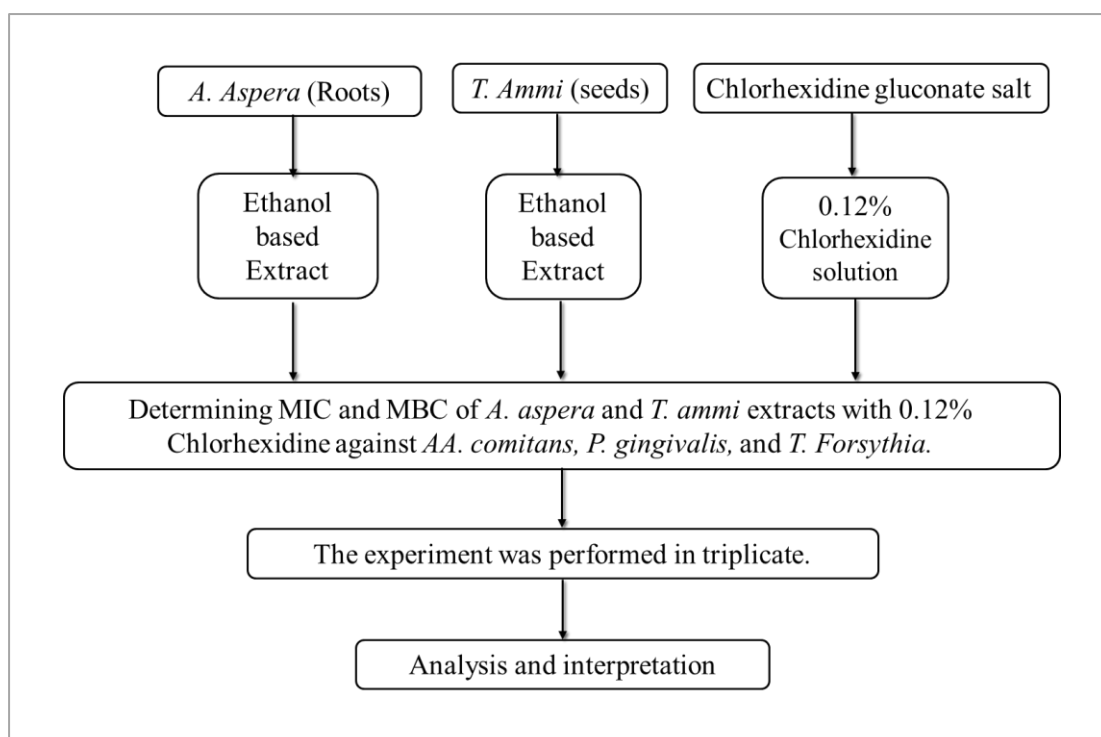 A. Aspera (Roots)
T. Ammi (seeds)
Chlorhexidine gluconate salt
Ethanol
based
Extract
Ethanol
based
Extract
0.12%
Chlorhexidine
solution
Determining MIC and MBC of A. aspera and T. ammi extracts with 0.12%
Chlorhexidine against AA. comitans, P. gingivalis, and T. Forsythia.
The experiment was performed in triplicate.
Analysis and interpretation